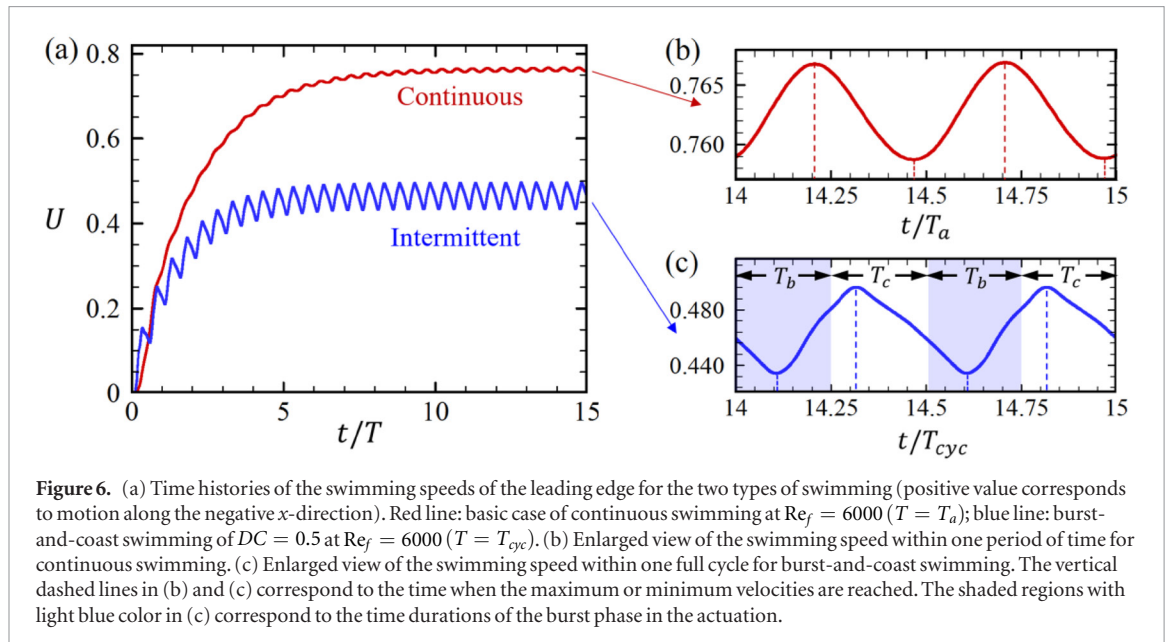 (a)
0.8
0.6
0.4
0.2
0
U
Continuous
Intermittent
0 5 10 15
t/T
(b)
0.765
0.760
14 14.25 14.5 14.75 15
t/T_a
(c)
T_b T_c T_b T_c
0.480
0.440
14 14.25 14.5 14.75 15
t/T_cyc
Figure 6. (a) Time histories of the swimming speeds of the leading edge for the two types of swimming (positive value corresponds
to motion along the negative x-direction). Red line: basic case of continuous swimming at Re_f = 6000 (T = T_a); blue line: burst-
and-coast swimming of DC = 0.5 at Re_f = 6000 (T = T_cyc). (b) Enlarged view of the swimming speed within one period of time for
continuous swimming. (c) Enlarged view of the swimming speed within one full cycle for burst-and-coast swimming. The vertical
dashed lines in (b) and (c) correspond to the time when the maximum or minimum velocities are reached. The shaded regions with
light blue color in (c) correspond to the time durations of the burst phase in the actuation.